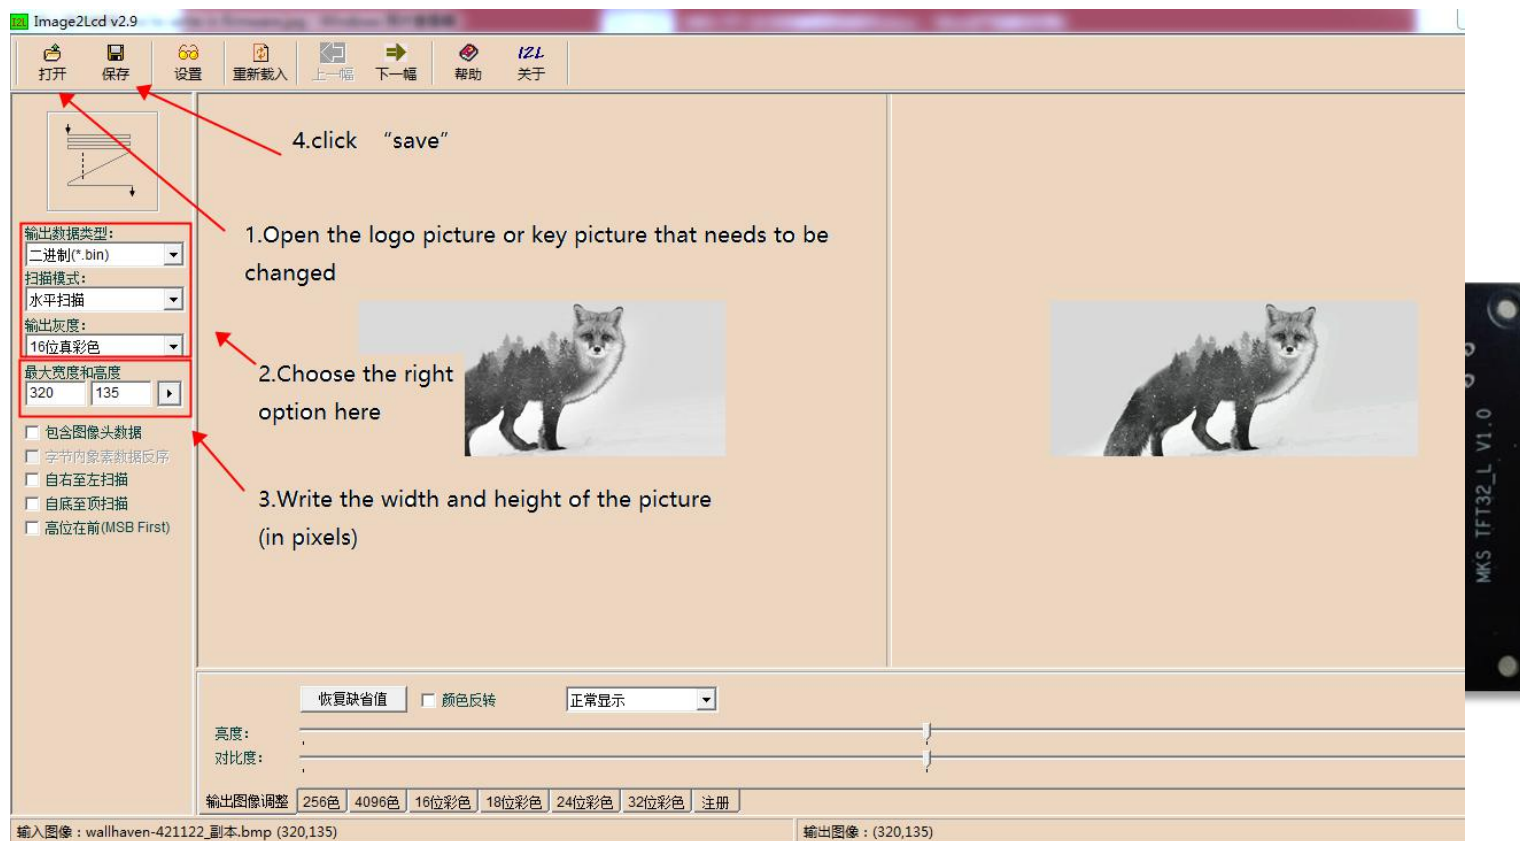 Image2Lcd v2.9
打开 保存 设置 重新载入 上一幅 下一幅 帮助 关于
I2L
4.click “save”
1.Open the logo picture or key picture that needs to be
changed
输出数据类型:
二进制(*.bin)
扫描模式:
水平扫描
输出灰度:
16位真彩色
2.Choose the right
option here
最大宽度和高度
320 135
包含图像头数据
字节内象素数据反序
自右至左扫描
自底至顶扫描
高位在前(MSB First)
3.Write the width and height of the picture
(in pixels)
MKS TFT32_L V1.0
恢复缺省值 颜色反转 正常显示
亮度:
对比度:
输出图像调整 256色 4096色 16位彩色 18位彩色 24位彩色 32位彩色 注册
输入图像:wallhaven-421122_副本.bmp (320,135) 输出图像:(320,135)